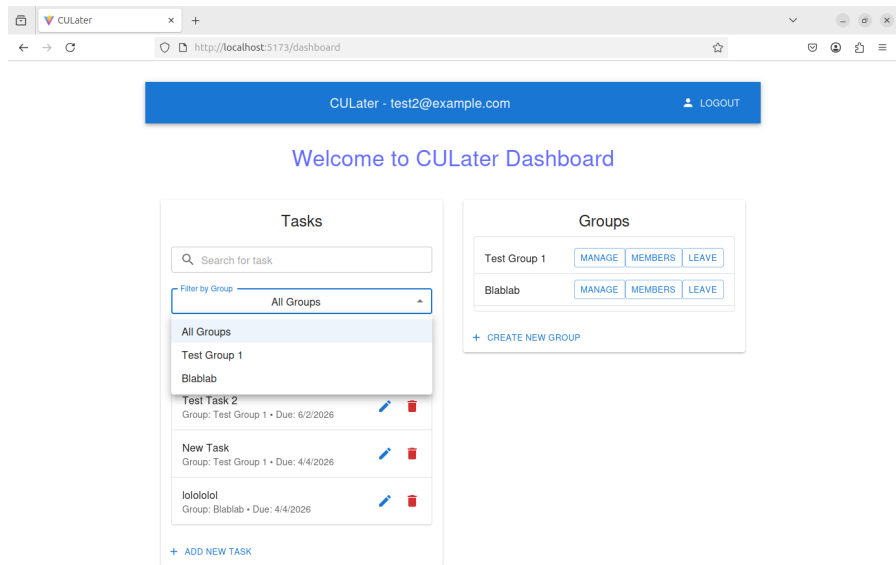 CULater
http://localhost:5173/dashboard
CULater - test2@example.com
LOGOUT
Welcome to CULater Dashboard
Tasks
Search for task
Filter by Group
All Groups
All Groups
Test Group 1
Blablab
Test Task 2
Group: Test Group 1 • Due: 6/2/2026
New Task
Group: Test Group 1 • Due: 4/4/2026
lolololol
Group: Blablab • Due: 4/4/2026
+ ADD NEW TASK
Groups
Test Group 1 MANAGE MEMBERS LEAVE
Blablab MANAGE MEMBERS LEAVE
+ CREATE NEW GROUP